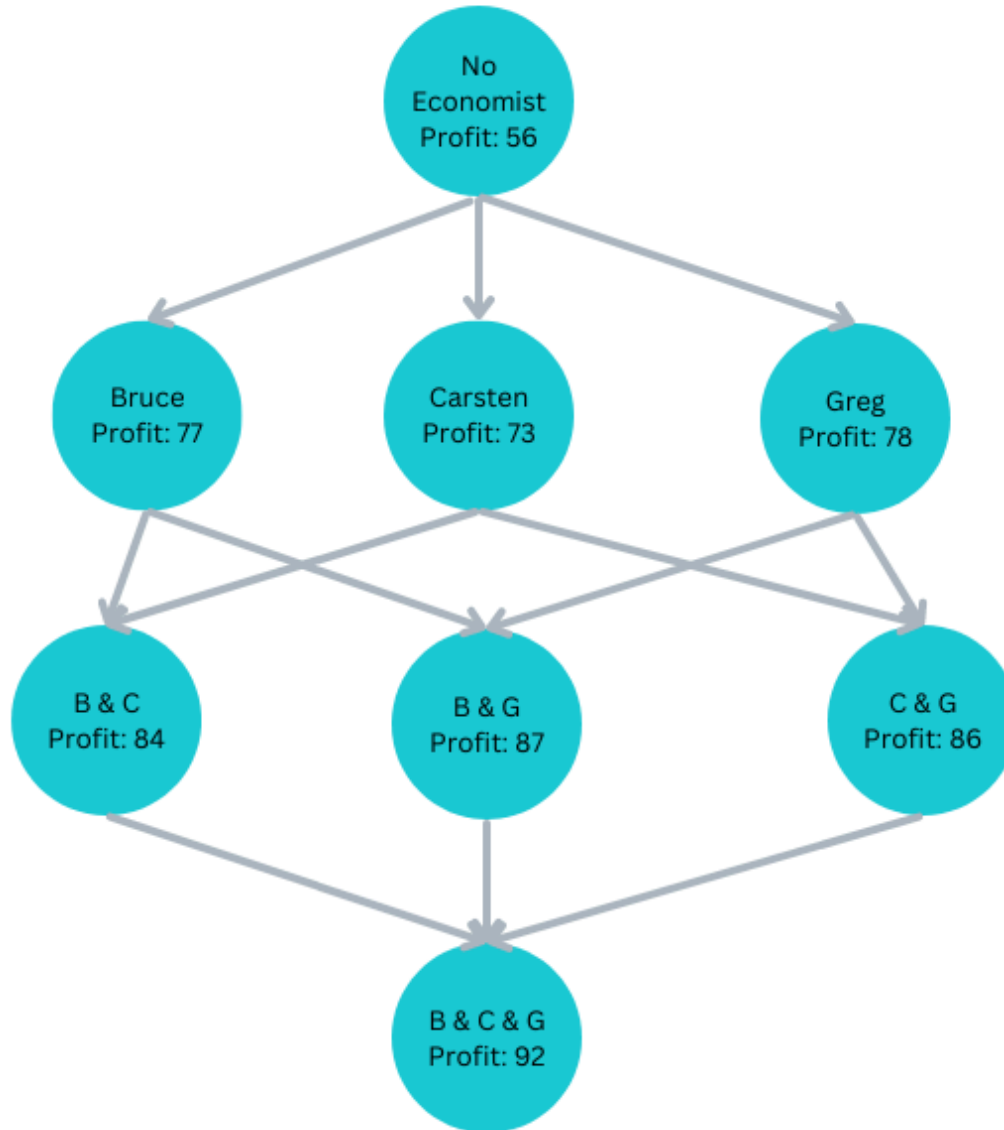 No
Economist
Profit: 56
Bruce
Profit: 77
Carsten
Profit: 73
Greg
Profit: 78
B & C
Profit: 84
B & G
Profit: 87
C & G
Profit: 86
B & C & G
Profit: 92